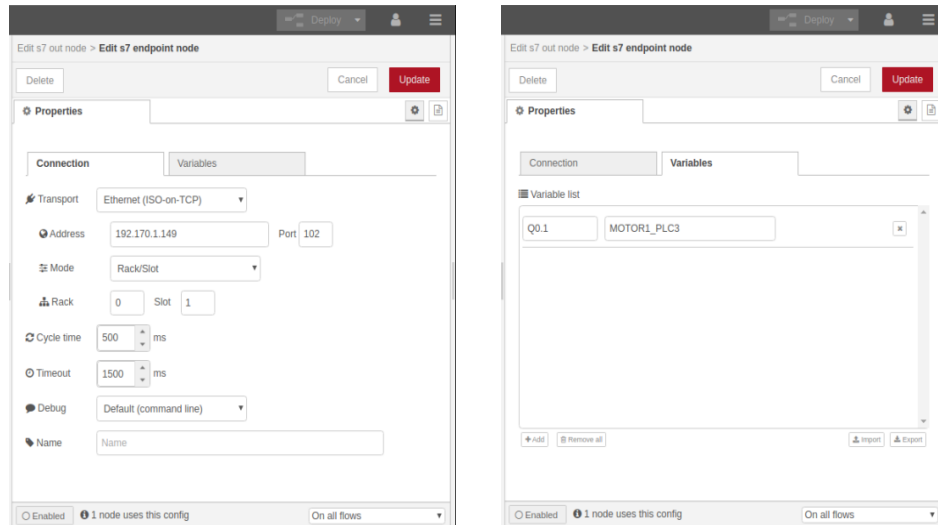 Deploy
Edit s7 out node > Edit s7 endpoint node
Delete Cancel Update
Properties
Connection Variables
Transport Ethernet (ISO-on-TCP)
Address 192.170.1.149 Port 102
Mode Rack/Slot
Rack 0 Slot 1
Cycle time 500 ms
Timeout 1500 ms
Debug Default (command line)
Name Name
Enabled 1 node uses this config On all flows
Deploy
Edit s7 out node > Edit s7 endpoint node
Delete Cancel Update
Properties
Connection Variables
Variable list
Q0.1 MOTOR1_PLC3 x
+Add Remove all Import Export
Enabled 1 node uses this config On all flows